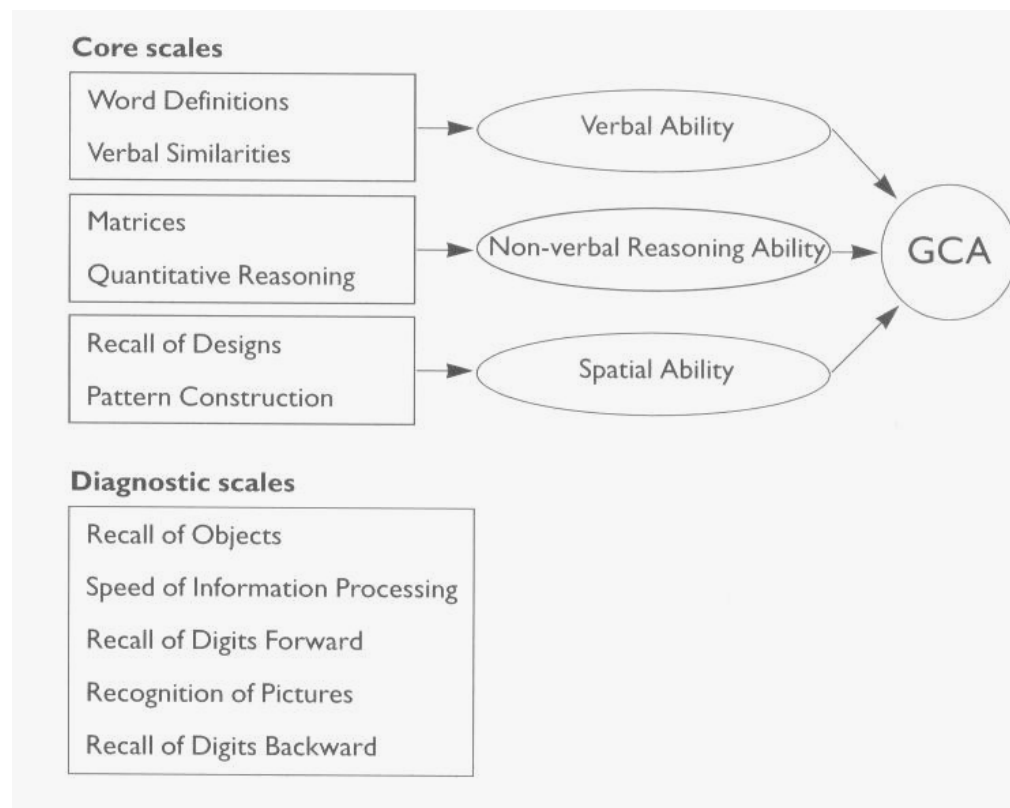 Core scales
Word Definitions
Verbal Similarities
Verbal Ability
Matrices
Quantitative Reasoning
Non-verbal Reasoning Ability
GCA
Recall of Designs
Pattern Construction
Spatial Ability
Diagnostic scales
Recall of Objects
Speed of Information Processing
Recall of Digits Forward
Recognition of Pictures
Recall of Digits Backward